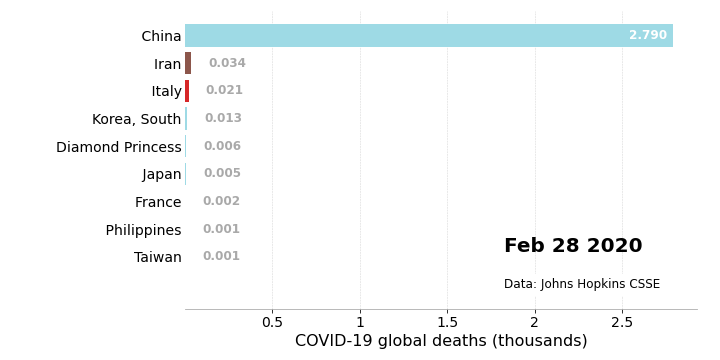 China 2.790
Iran 0.034
Italy 0.021
Korea, South 0.013
Diamond Princess 0.006
Japan 0.005
France 0.002
Philippines 0.001
Taiwan 0.001
Feb 28 2020
Data: Johns Hopkins CSSE
0.5 1 1.5 2 2.5
COVID-19 global deaths (thousands)